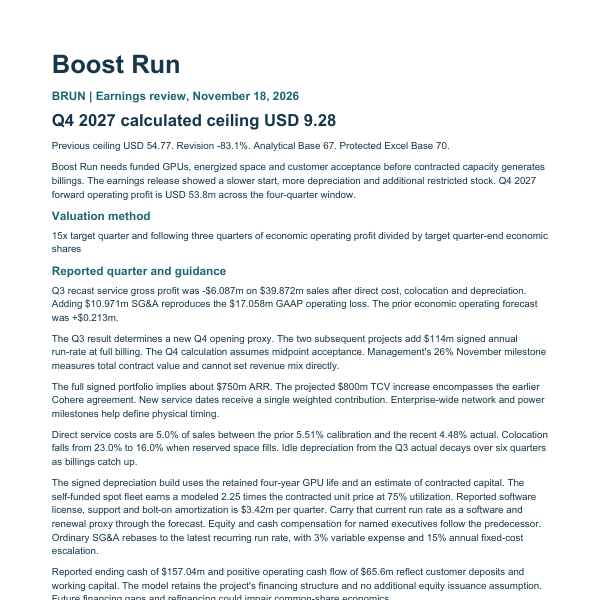 Boost Run
BRUN | Earnings review, November 18, 2026
Q4 2027 calculated ceiling USD 9.28
Previous ceiling USD 54.77. Revision -83.1%. Analytical Base 67. Protected Excel Base 70.
Boost Run needs funded GPUs, energized space and customer acceptance before contracted capacity generates
billings. The earnings release showed a slower start, more depreciation and additional restricted stock. Q4 2027
forward operating profit is USD 53.8m across the four-quarter window.
Valuation method
15x target quarter and following three quarters of economic operating profit divided by target quarter-end economic
shares
Reported quarter and guidance
Q3 recast service gross profit was -$6.087m on $39.872m sales after direct cost, colocation and depreciation.
Adding $10.971m SG&A reproduces the $17.058m GAAP operating loss. The prior economic operating forecast
was +$0.213m.
The Q3 result determines a new Q4 opening proxy. The two subsequent projects add $114m signed annual
run-rate at full billing. The Q4 calculation assumes midpoint acceptance. Management's 26% November milestone
measures total contract value and cannot set revenue mix directly.
The full signed portfolio implies about $750m ARR. The projected $800m TCV increase encompasses the earlier
Cohere agreement. New service dates receive a single weighted contribution. Enterprise-wide network and power
milestones help define physical timing.
Direct service costs are 5.0% of sales between the prior 5.51% calibration and the recent 4.48% actual. Colocation
falls from 23.0% to 16.0% when reserved space fills. Idle depreciation from the Q3 actual decays over six quarters
as billings catch up.
The signed depreciation build uses the retained four-year GPU life and an estimate of contracted capital. The
self-funded spot fleet earns a modeled 2.25 times the contracted unit price at 75% utilization. Reported software
license, support and bolt-on amortization is $3.42m per quarter. Carry that current run rate as a software and
renewal proxy through the forecast. Equity and cash compensation for named executives follow the predecessor.
Ordinary SG&A rebases to the latest recurring run rate, with 3% variable expense and 15% annual fixed-cost
escalation.
Reported ending cash of $157.04m and positive operating cash flow of $65.6m reflect customer deposits and
working capital. The model retains the project's financing structure and no additional equity issuance assumption.
Future financing gaps and refinancing could impair common-share economics.